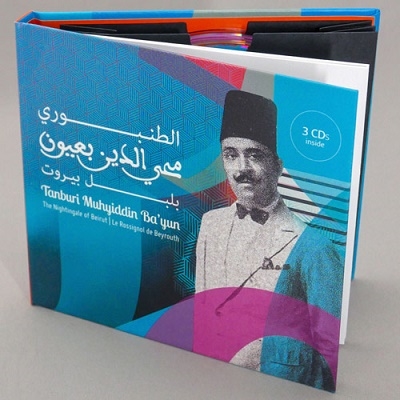 الطنبوري
محيي الدين بعيون
بلبل بيروت
Tanburi Muhyiddin Ba'yun
The Nightingale of Beirut | Le Rossignol de Beyrouth
3 CDs
inside